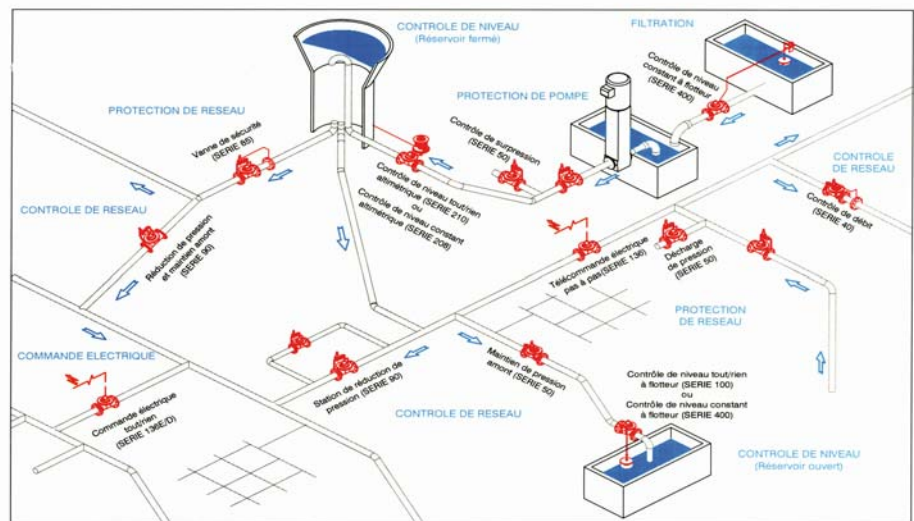 CONTROLE DE NIVEAU
(Réservoir fermé)
FILTRATION
Contrôle de niveau
constant à flotteur
(SERIE 400)
PROTECTION DE RESEAU
Vanne de sécurité
(SERIE 65)
PROTECTION DE POMPE
Contrôle de surpression
(SERIE 50)
CONTROLE DE RESEAU
Réduction de pression
et maintien amont
(SERIE 90)
Contrôle de niveau tout/rien
altimétrique (SERIE 210)
ou
Contrôle de niveau constant
altimétrique (SERIE 208)
CONTROLE
DE RESEAU
Contrôle de débit
(SERIE 40)
Télécommande électrique
pas à pas(SERIE 136)
Décharge
de pression
(SERIE 50)
PROTECTION
DE RESEAU
COMMANDE ELECTRIQUE
Commande électrique
tout/rien
(SERIE 136E/D)
Station de réduction de
pression (SERIE 90)
Maintien de pression
amont (SERIE 50)
CONTROLE DE RESEAU
Contrôle de niveau tout/rien
à flotteur (SERIE 100)
ou
Contrôle de niveau constant
à flotteur (SERIE 400)
CONTROLE DE NIVEAU
(Réservoir ouvert)